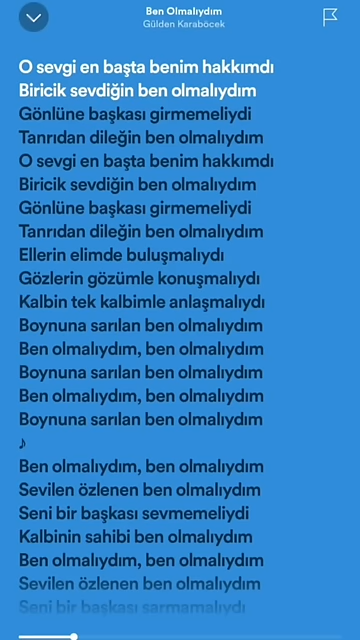 Ben Olmalıydım
Gülden Karaböcek
O sevgi en başta benim hakkımdı
Biricik sevdiğin ben olmalıydım
Gönlüne başkası girmemeliydi
Tanrıdan dileğin ben olmalıydım
O sevgi en başta benim hakkımdı
Biricik sevdiğin ben olmalıydım
Gönlüne başkası girmemeliydi
Tanrıdan dileğin ben olmalıydım
Ellerin elimde buluşmalıydı
Gözlerin gözümle konuşmalıydı
Kalbin tek kalbimle anlaşmalıydı
Boynuna sarılan ben olmalıydım
Ben olmalıydım, ben olmalıydım
Boynuna sarılan ben olmalıydım
Ben olmalıydım, ben olmalıydım
Boynuna sarılan ben olmalıydım
♪
Ben olmalıydım, ben olmalıydım
Sevilen özlenen ben olmalıydım
Seni bir başkası sevmemeliydi
Kalbinin sahibi ben olmalıydım
Ben olmalıydım, ben olmalıydım
Sevilen özlenen ben olmalıydım
Seni bir başkası sarmamalıydı